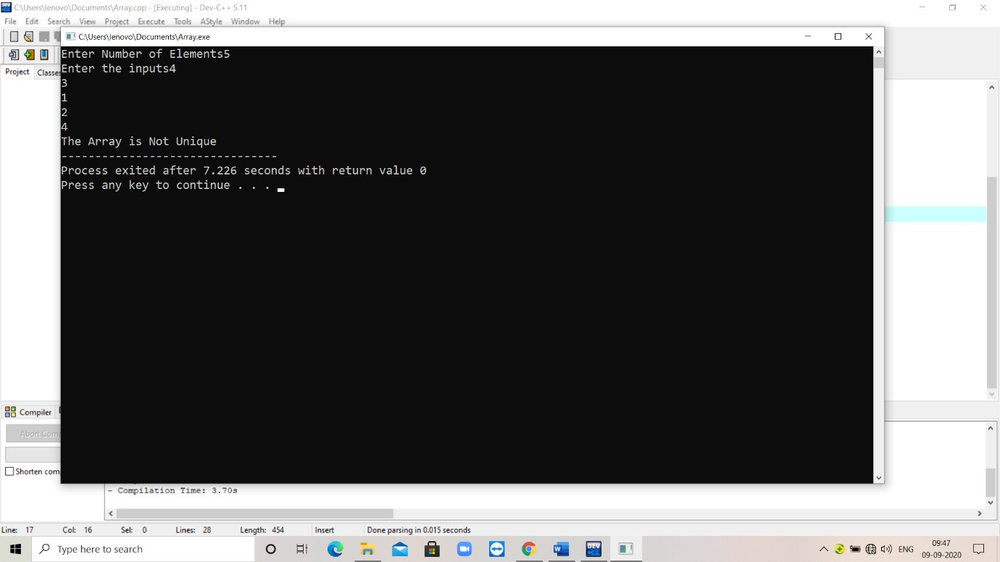 C:\Users\lenovo\Documents\Array.cpp - [Executing] - Dev-C++ 5.11
File Edit Search View Project Execute Tools AStyle Window Help
C:\Users\lenovo\Documents\Array.exe
Project Classes
Enter Number of Elements5
Enter the inputs4
3
1
2
4
The Array is Not Unique
--------------------------------
Process exited after 7.226 seconds with return value 0
Press any key to continue . . .
Compiler
Abort Com
Shorten com
- Compilation Time: 3.70s
Line: 17 Col: 16 Sel: 0 Lines: 28 Length: 454 Insert Done parsing in 0.015 seconds
Type here to search
DEV
ENG
09:47
09-09-2020